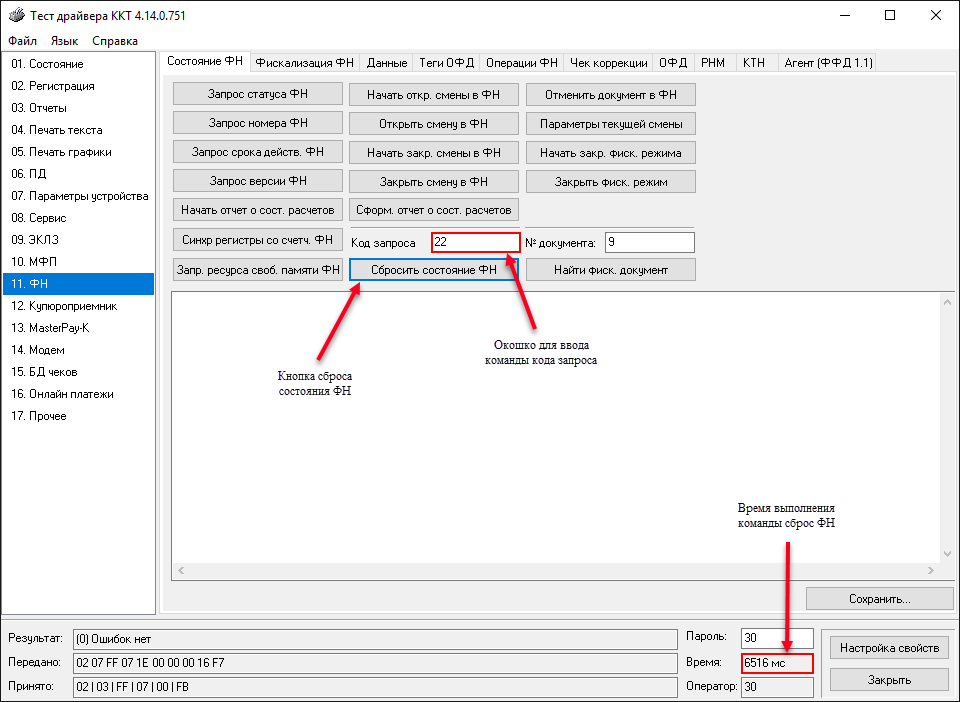 Тест драйвера ККТ 4.14.0.751
Файл Язык Справка
01. Состояние
02. Регистрация
03. Отчеты
04. Печать текста
05. Печать графики
06. ПД
07. Параметры устройства
08. Сервис
09. ЭКЛЗ
10. МФП
11. ФН
12. Купюроприемник
13. MasterPay-K
14. Модем
15. БД чеков
16. Онлайн платежи
17. Прочее
Состояние ФН Фискализация ФН Данные Теги ОФД Операции ФН Чек коррекции ОФД РНМ КТН Агент (ФФД 1.1)
Запрос статуса ФН Начать откр. смены в ФН Отменить документ в ФН
Запрос номера ФН Открыть смену в ФН Параметры текущей смены
Запрос срока действ. ФН Начать закр. смены в ФН Начать закр. фиск. режима
Запрос версии ФН Закрыть смену в ФН Закрыть фиск. режим
Начать отчет о сост. расчетов Сформ. отчет о сост. расчетов
Синхр регистры со счетч. ФН Код запроса 22 № документа: 9
Запр. ресурса своб. памяти ФН Сбросить состояние ФН Найти фиск. документ
Окошко для ввода
команды кода запроса
Кнопка сброса
состояния ФН
Время выполнения
команды сброс ФН
Сохранить...
Результат: (0) Ошибок нет Пароль: 30 Настройка свойств
Передано: 02 07 FF 07 1E 00 00 00 16 F7 Время: 6516 мс
Принято: 02 | 03 | FF | 07 | 00 | FB Оператор: 30 Закрыть